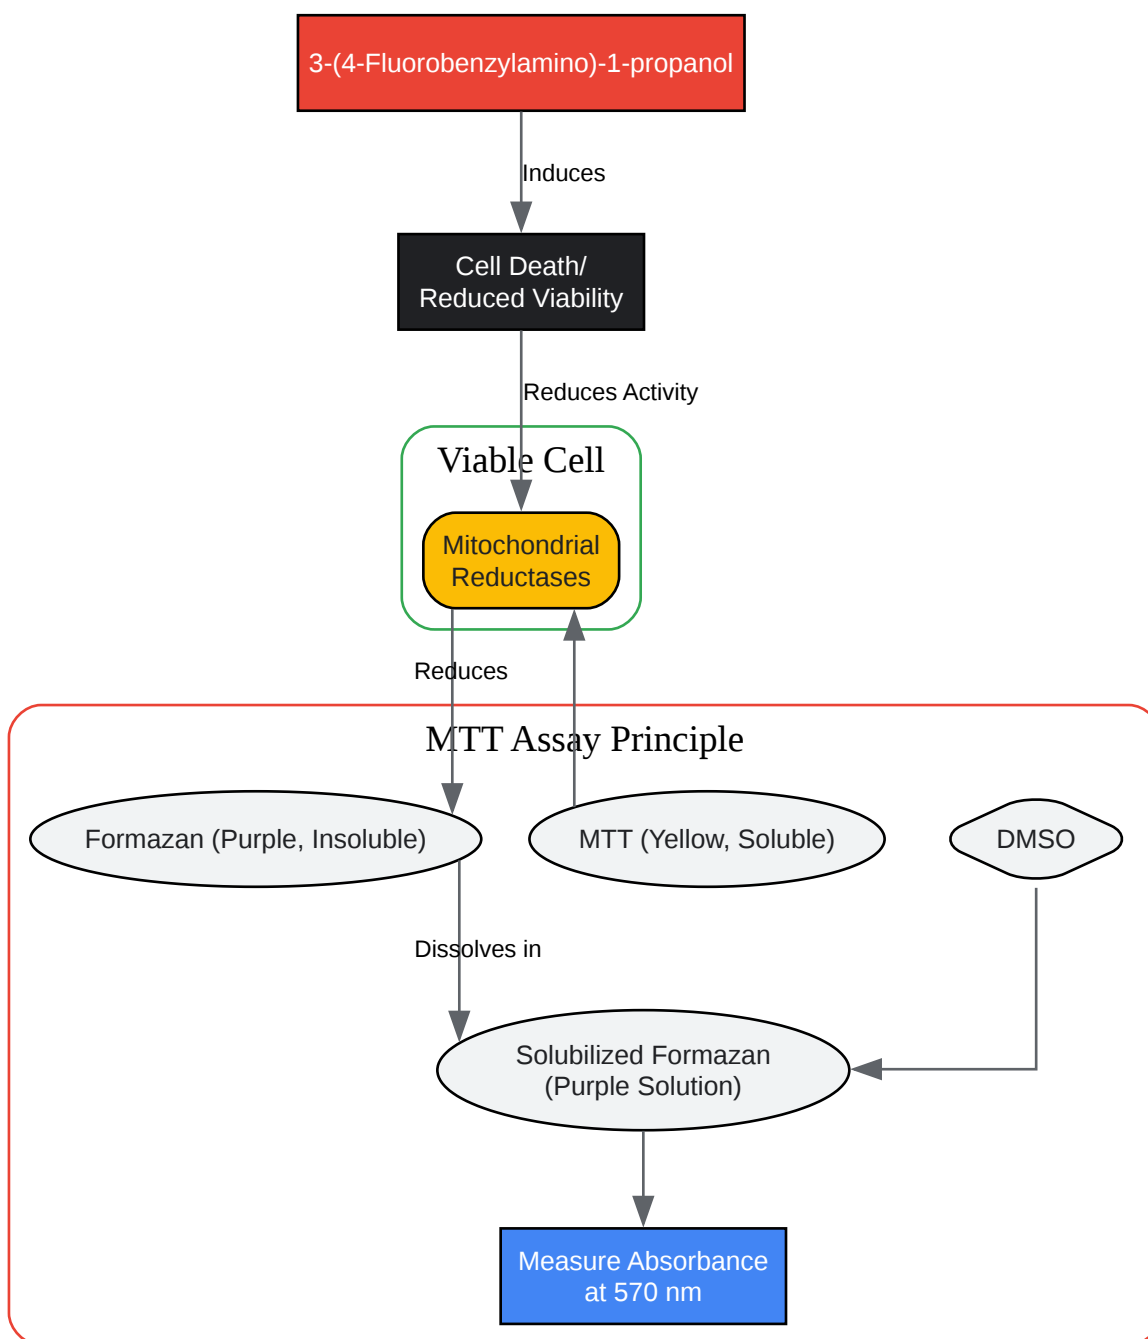 3-(4-Fluorobenzylamino)-1-propanol
Induces
Cell Death/
Reduced Viability
Reduces Activity
Viable Cell
Mitochondrial
Reductases
Reduces
MTT Assay Principle
Formazan (Purple, Insoluble)
MTT (Yellow, Soluble)
DMSO
Dissolves in
Solubilized Formazan
(Purple Solution)
Measure Absorbance
at 570 nm